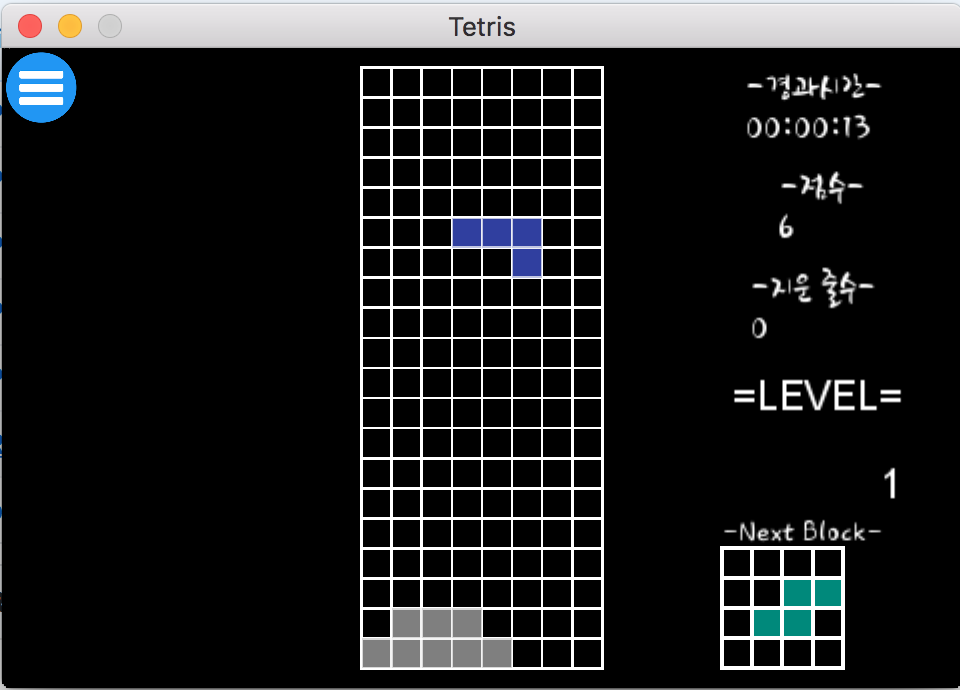 Tetris
-경과시간-
00:00:13
-점수-
6
-지운 줄수-
0
=LEVEL=
1
-Next Block-